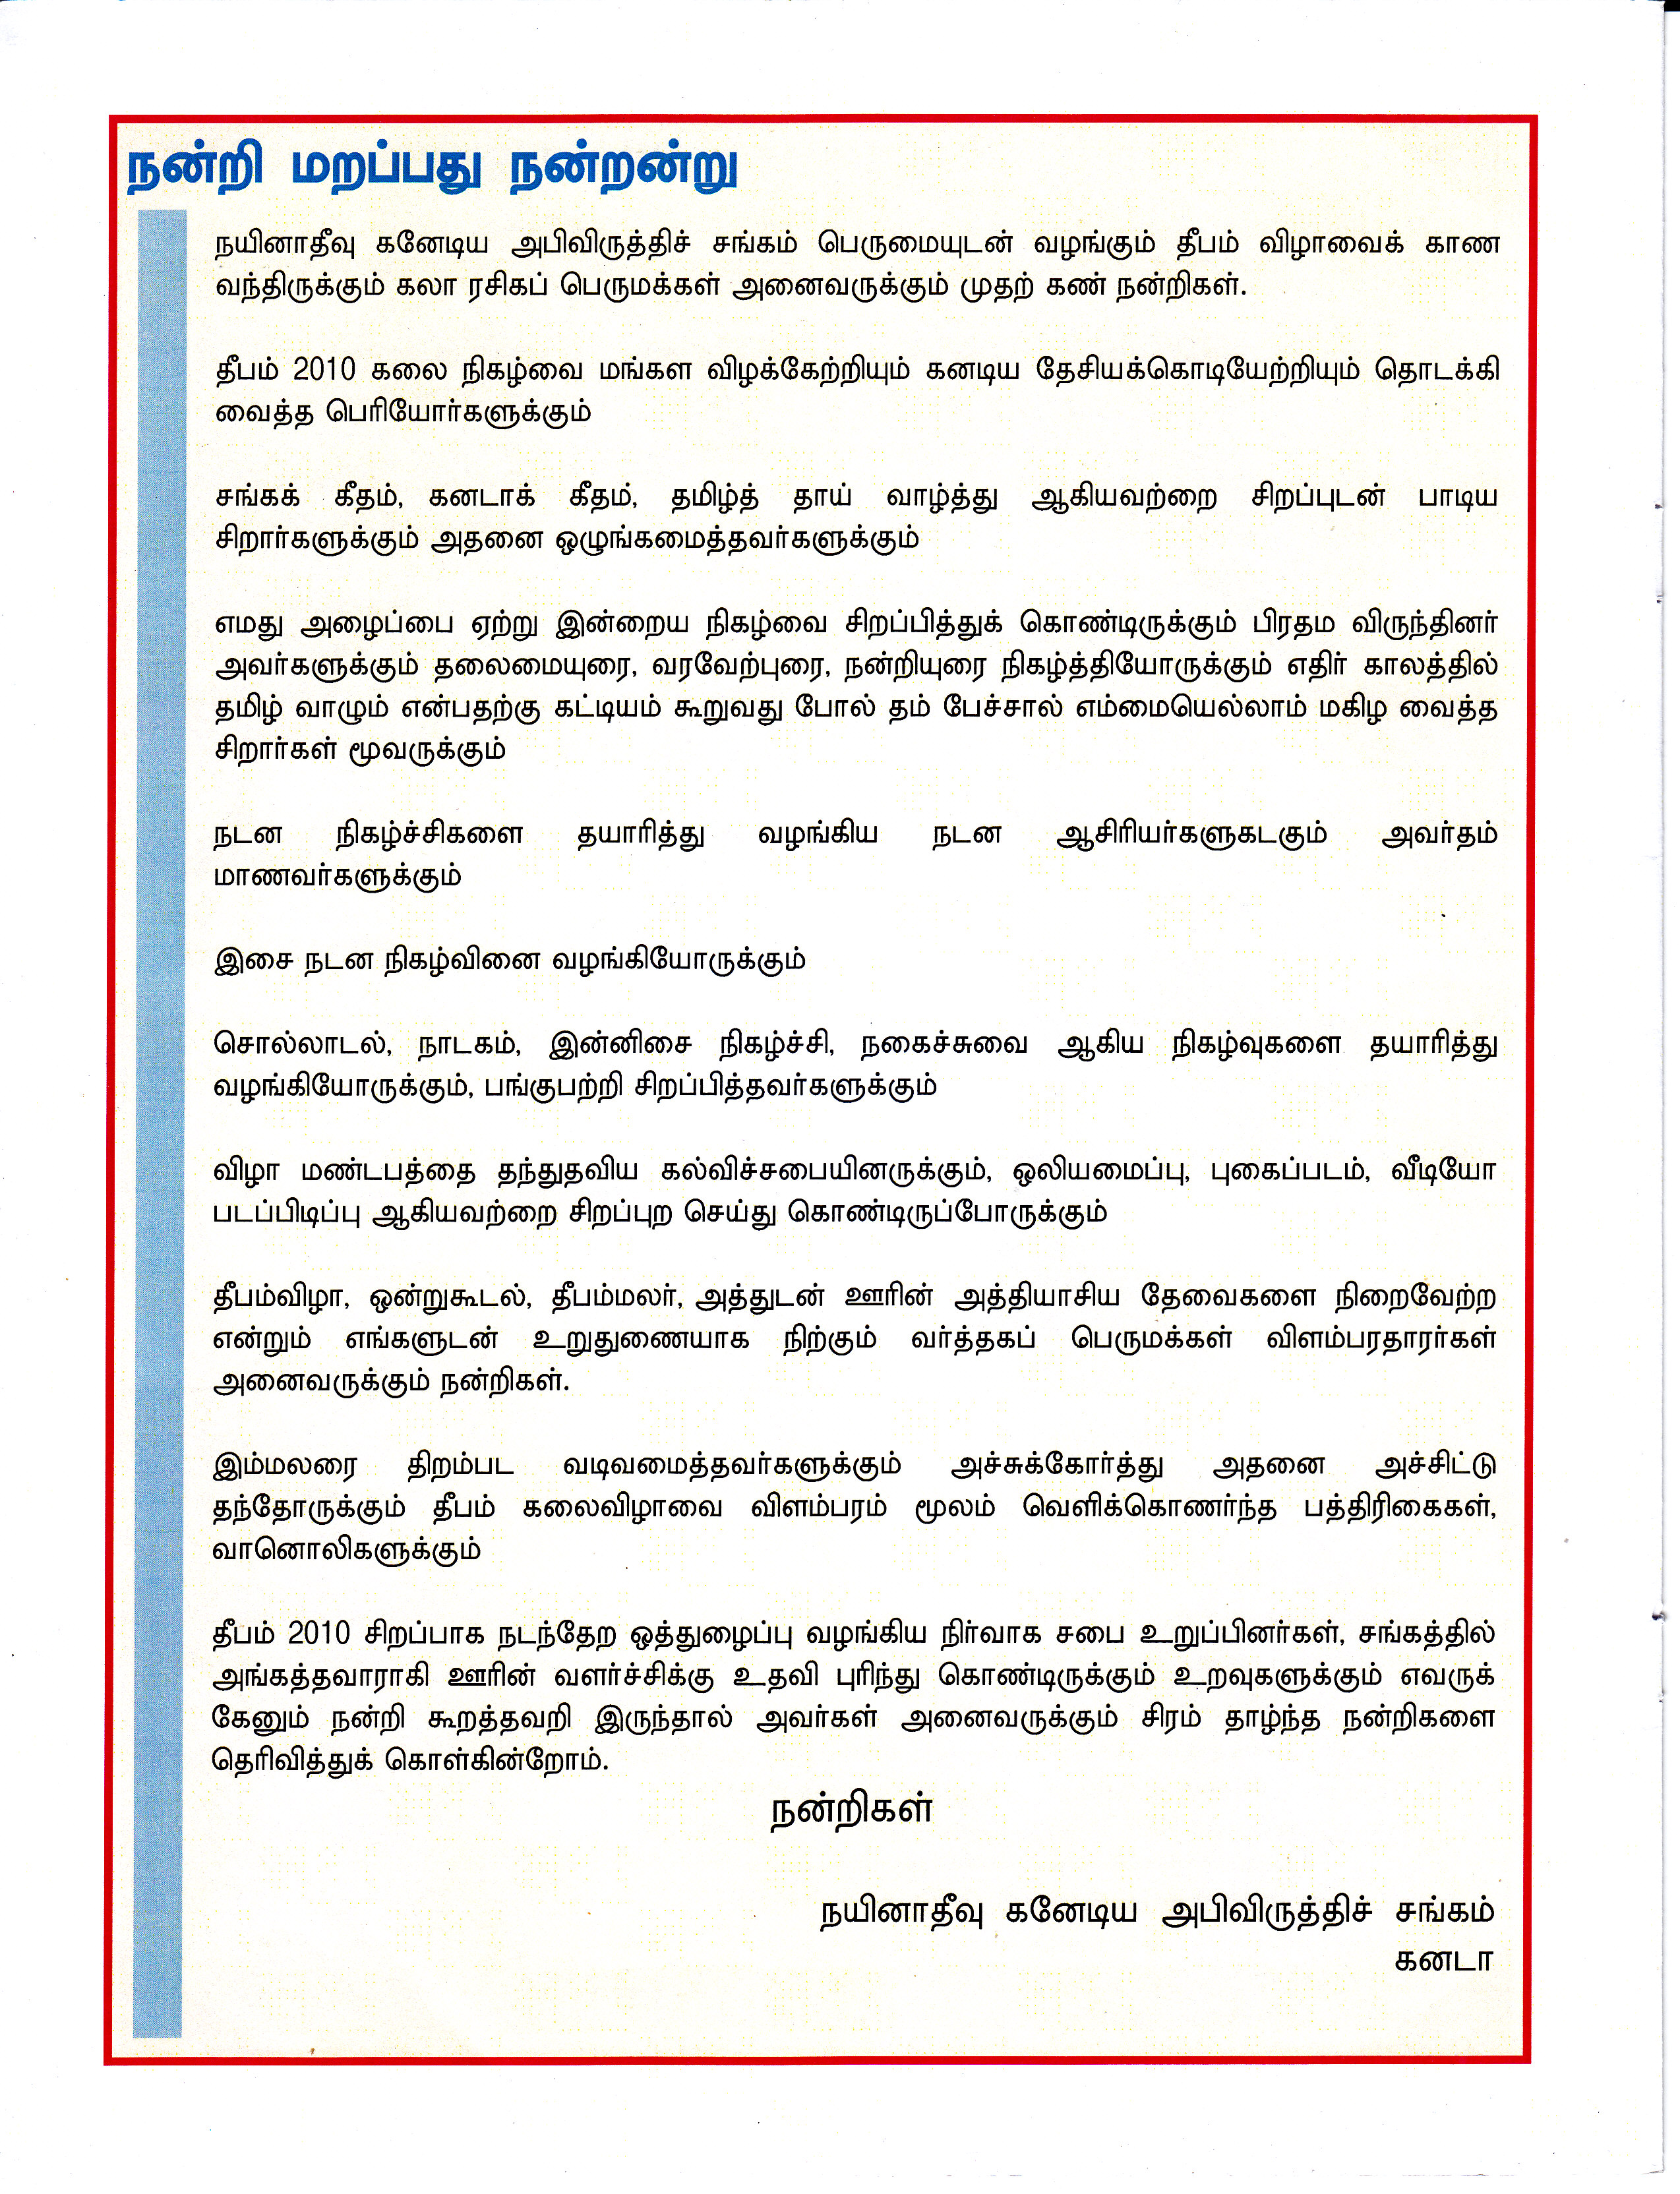 நன்றி மறப்பது நன்றன்று
நயினாதீவு கனேடிய அபிவிருத்திச் சங்கம் பெருமையுடன் வழங்கும் தீபம் விழாவைக் காண
வந்திருக்கும் கலா ரசிகப் பெருமக்கள் அனைவருக்கும் முதற் கண் நன்றிகள்.
தீபம் 2010 கலை நிகழ்வை மங்கள விழக்கேற்றியும் கனடிய தேசியக்கொடியேற்றியும் தொடக்கி
வைத்த பெரியோர்களுக்கும்
சங்கக் கீதம், கனடாக் கீதம், தமிழ்த் தாய் வாழ்த்து ஆகியவற்றை சிறப்புடன் பாடிய
சிறார்களுக்கும் அதனை ஒழுங்கமைத்தவர்களுக்கும்
எமது அழைப்பை ஏற்று இன்றைய நிகழ்வை சிறப்பித்துக் கொண்டிருக்கும் பிரதம விருந்தினர்
அவர்களுக்கும் தலைமையுரை, வரவேற்புரை, நன்றியுரை நிகழ்த்தியோருக்கும் எதிர் காலத்தில்
தமிழ் வாழும் என்பதற்கு கட்டியம் கூறுவது போல் தம் பேச்சால் எம்மையெல்லாம் மகிழ வைத்த
சிறார்கள் மூவருக்கும்
நடன நிகழ்ச்சிகளை தயாரித்து வழங்கிய நடன ஆசிரியர்களுகடகும் அவர்தம்
மாணவர்களுக்கும்
இசை நடன நிகழ்வினை வழங்கியோருக்கும்
சொல்லாடல், நாடகம், இன்னிசை நிகழ்ச்சி, நகைச்சுவை ஆகிய நிகழ்வுகளை தயாரித்து
வழங்கியோருக்கும், பங்குபற்றி சிறப்பித்தவர்களுக்கும்
விழா மண்டபத்தை தந்துதவிய கல்விச்சபையினருக்கும், ஒலியமைப்பு, புகைப்படம், வீடியோ
படப்பிடிப்பு ஆகியவற்றை சிறப்புற செய்து கொண்டிருப்போருக்கும்
தீபம்விழா, ஒன்றுகூடல், தீபம்மலர், அத்துடன் ஊரின் அத்தியாசிய தேவைகளை நிறைவேற்ற
என்றும் எங்களுடன் உறுதுணையாக நிற்கும் வர்த்தகப் பெருமக்கள் விளம்பரதாரர்கள்
அனைவருக்கும் நன்றிகள்.
இம்மலரை திறம்பட வடிவமைத்தவர்களுக்கும் அச்சுக்கோர்த்து அதனை அச்சிட்டு
தந்தோருக்கும் தீபம் கலைவிழாவை விளம்பரம் மூலம் வெளிக்கொணர்ந்த பத்திரிகைகள்,
வானொலிகளுக்கும்
தீபம் 2010 சிறப்பாக நடந்தேற ஒத்துழைப்பு வழங்கிய நிர்வாக சபை உறுப்பினர்கள், சங்கத்தில்
அங்கத்தவாராகி ஊரின் வளர்ச்சிக்கு உதவி புரிந்து கொண்டிருக்கும் உறவுகளுக்கும் எவருக்
கேனும் நன்றி கூறத்தவறி இருந்தால் அவர்கள் அனைவருக்கும் சிரம் தாழ்ந்த நன்றிகளை
தெரிவித்துக் கொள்கின்றோம்.
நன்றிகள்
நயினாதீவு கனேடிய அபிவிருத்திச் சங்கம்
கனடா